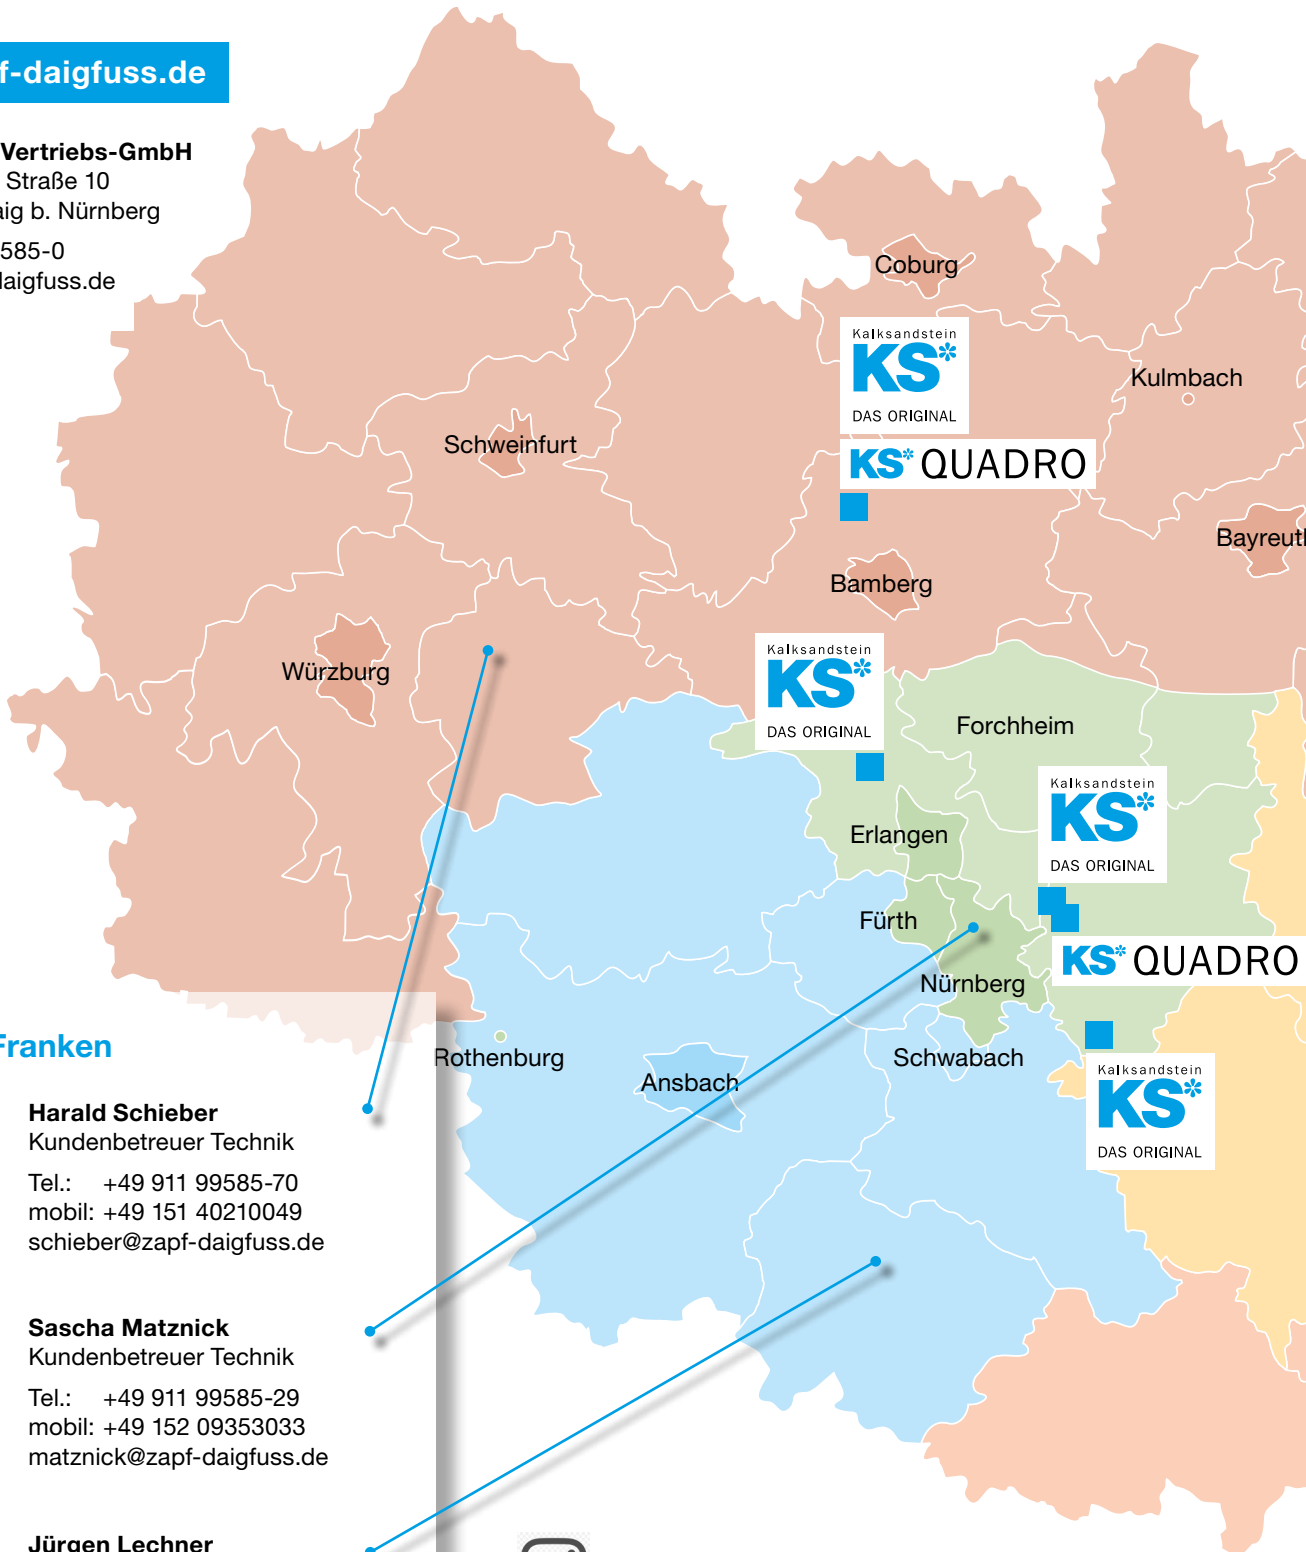 f-daigfuss.de
Vertriebs-GmbH
Straße 10
aig b. Nürnberg
585-0
daigfuss.de
Coburg
Kalksandstein
KS*
DAS ORIGINAL
KS* QUADRO
Kulmbach
Schweinfurt
Bayreuth
Bamberg
Würzburg
Kalksandstein
KS*
DAS ORIGINAL
Forchheim
Kalksandstein
KS*
DAS ORIGINAL
Erlangen
Fürth
KS* QUADRO
Nürnberg
Rothenburg
Schwabach
Ansbach
Kalksandstein
KS*
DAS ORIGINAL
Franken
Harald Schieber
Kundenbetreuer Technik
Tel.: +49 911 99585-70
mobil: +49 151 40210049
schieber@zapf-daigfuss.de
Sascha Matznick
Kundenbetreuer Technik
Tel.: +49 911 99585-29
mobil: +49 152 09353033
matznick@zapf-daigfuss.de
Jürgen Lechner